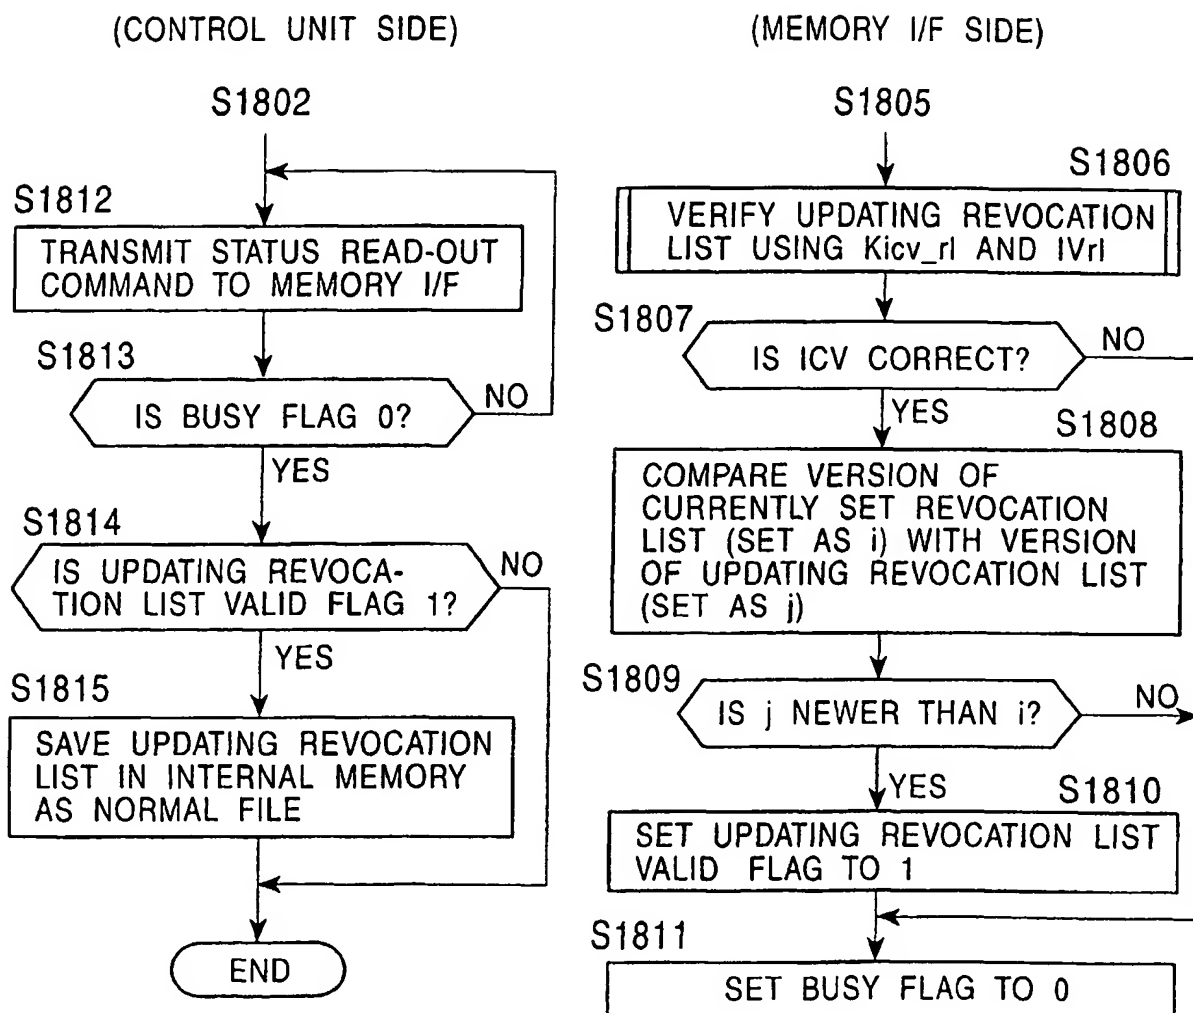 (CONTROL UNIT SIDE)
S1802
S1812
TRANSMIT STATUS READ-OUT
COMMAND TO MEMORY I/F
S1813
IS BUSY FLAG 0?
NO
YES
S1814
IS UPDATING REVOCA-
TION LIST VALID FLAG 1?
NO
YES
S1815
SAVE UPDATING REVOCATION
LIST IN INTERNAL MEMORY
AS NORMAL FILE
END
(MEMORY I/F SIDE)
S1805
S1806
VERIFY UPDATING REVOCATION
LIST USING Kicv_rl AND IVrl
S1807
IS ICV CORRECT?
NO
YES
S1808
COMPARE VERSION OF
CURRENTLY SET REVOCATION
LIST (SET AS i) WITH VERSION
OF UPDATING REVOCATION LIST
(SET AS j)
S1809
IS j NEWER THAN i?
NO
YES
S1810
SET UPDATING REVOCATION LIST
VALID FLAG TO 1
S1811
SET BUSY FLAG TO 0